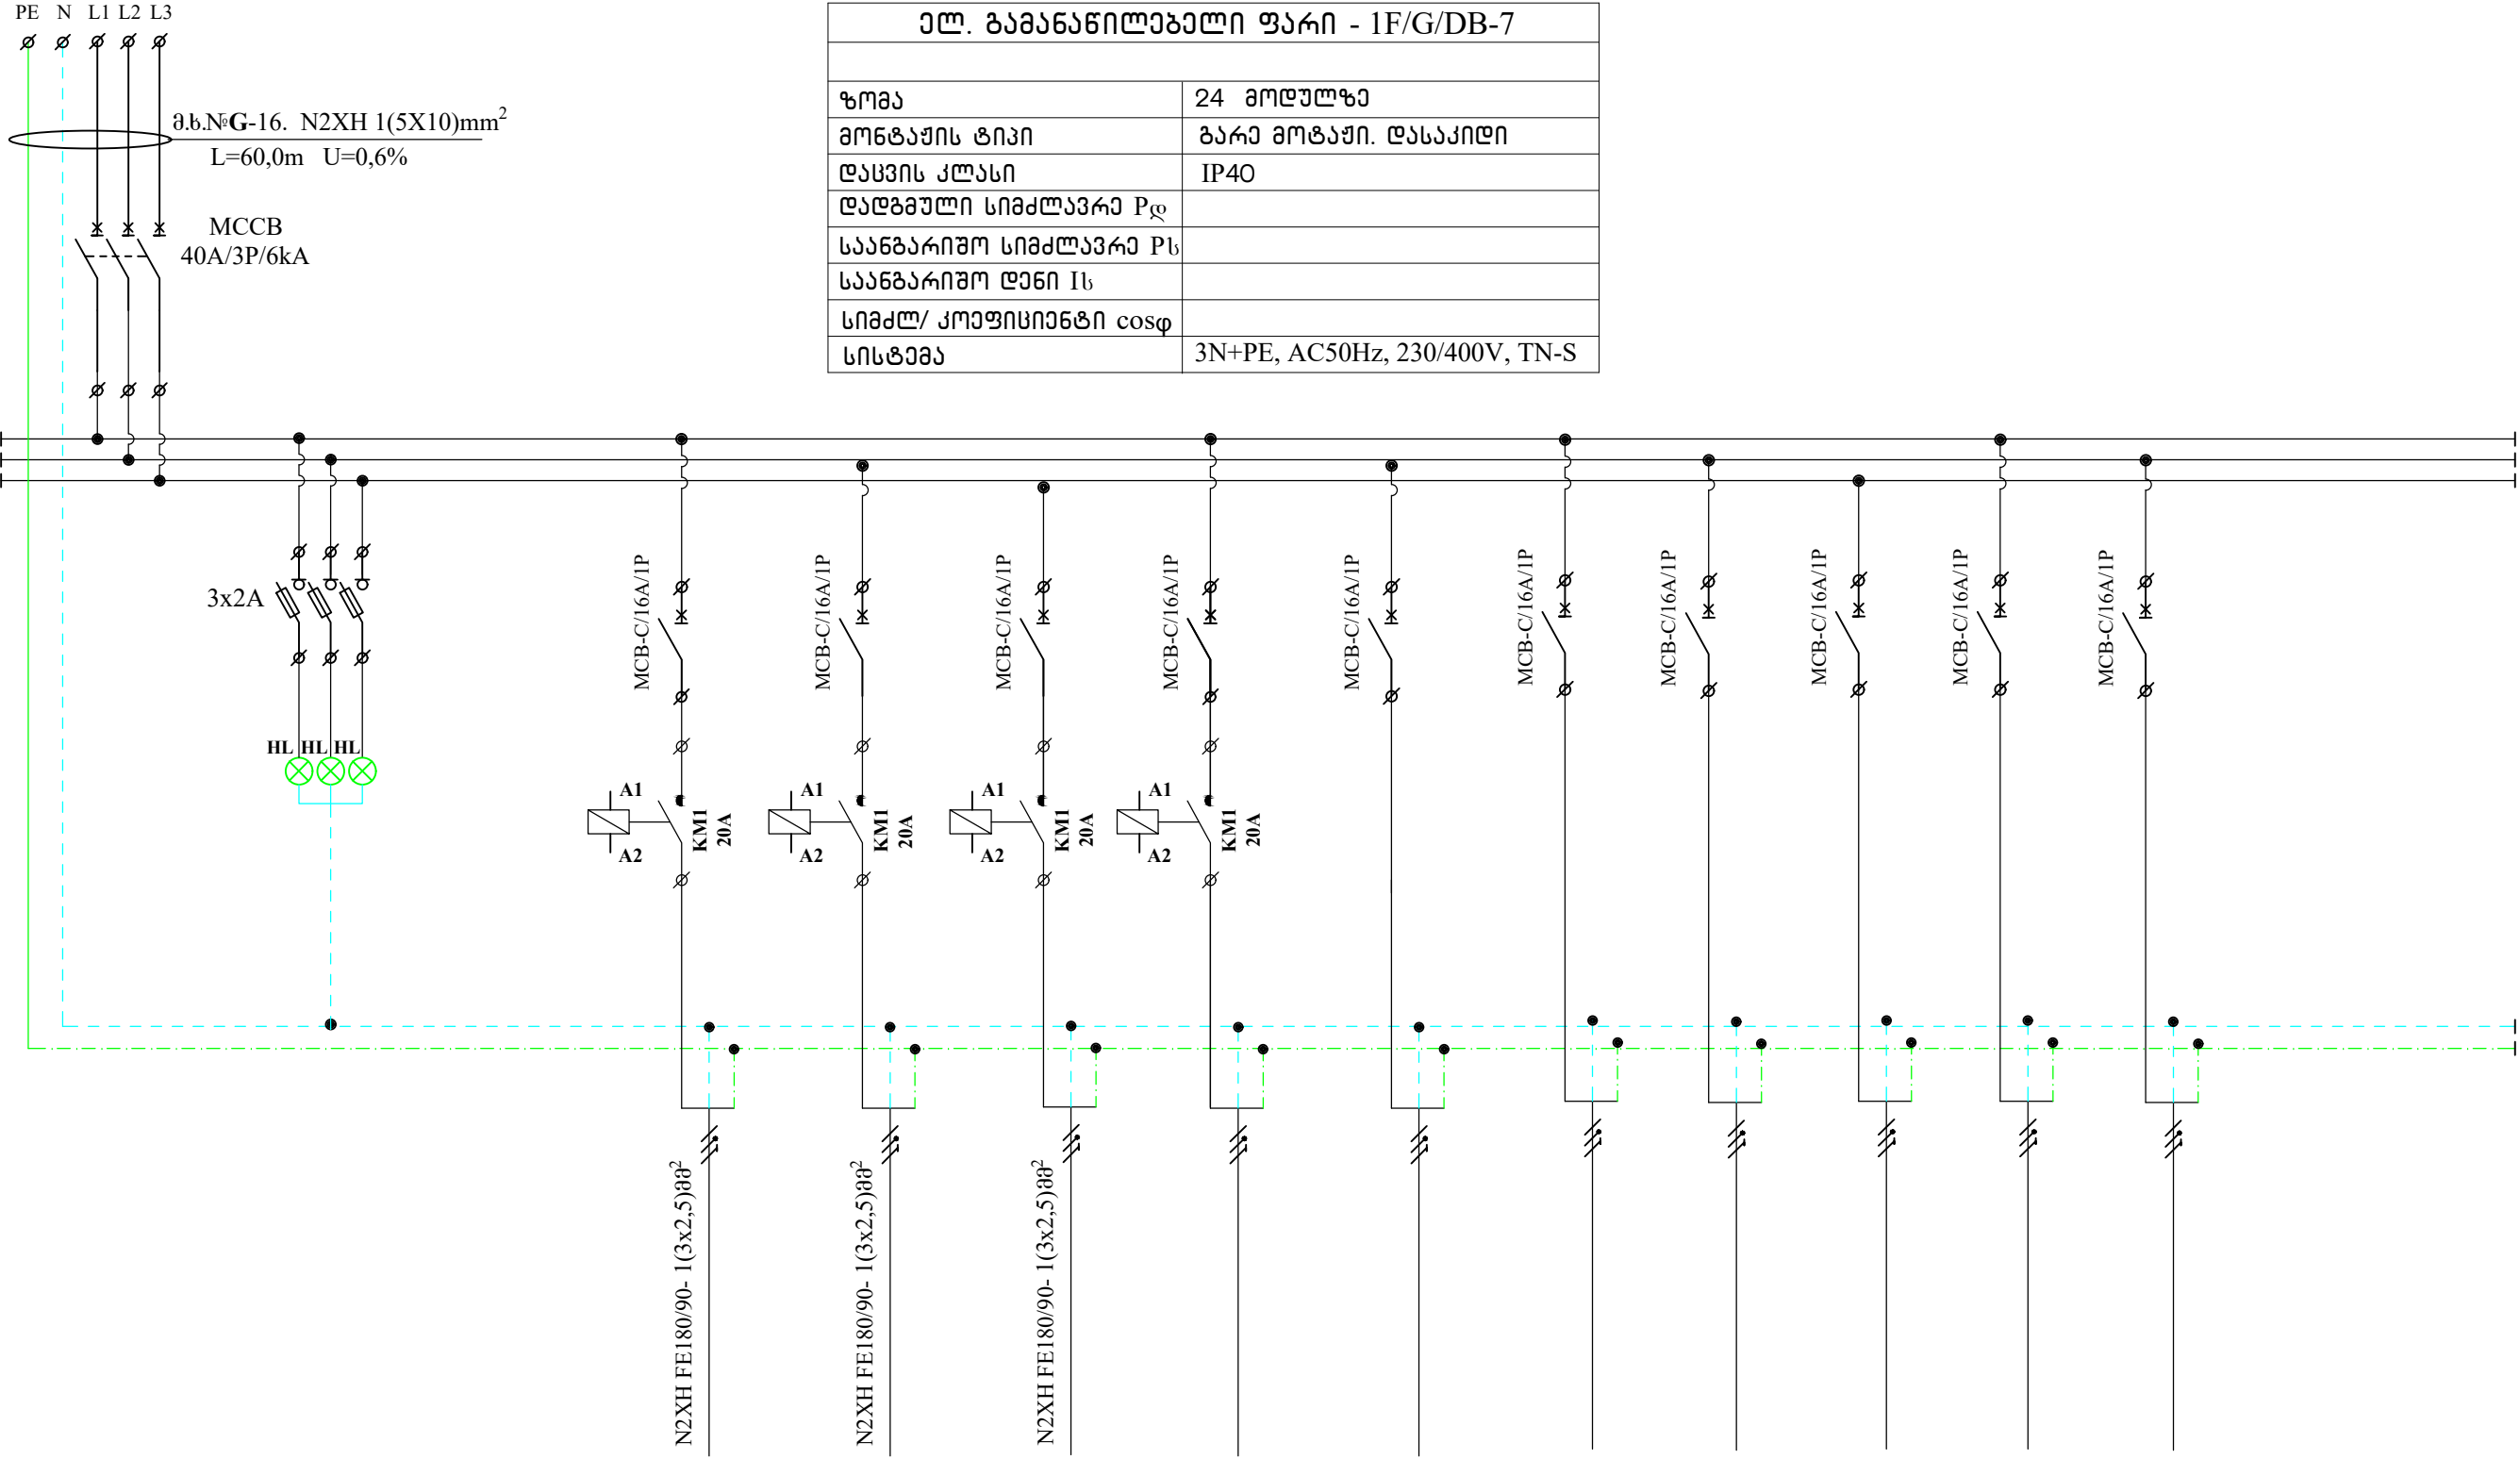 PE N L1 L2 L3
მ.ხ.№G-16. N2XH 1(5X10)mm²
L=60,0m U=0,6%
MCCB
40A/3P/6kA
ელ. გამანაწილებელი ფარი - 1F/G/DB-7
ზომა 24 მოდულზე
მონტაჟის ტიპი გარე მოტაჟი. დასაკიდი
დაცვის კლასი IP40
დადგმული სიმძლავრე Pდ
საანგარიშო სიმძლავრე Pს
საანგარიშო დენი Iს
სიმძლ/ კოეფიციენტი cosφ
სისტემა 3N+PE, AC50Hz, 230/400V, TN-S
3x2A
HL HL HL
MCB-C/16A/1P
MCB-C/16A/1P
MCB-C/16A/1P
MCB-C/16A/1P
MCB-C/16A/1P
MCB-C/16A/1P
MCB-C/16A/1P
MCB-C/16A/1P
MCB-C/16A/1P
MCB-C/16A/1P
A1
A2
KM1
20A
A1
A2
KM1
20A
A1
A2
KM1
20A
A1
A2
KM1
20A
N2XH FE180/90- 1(3x2,5)მმ²
N2XH FE180/90- 1(3x2,5)მმ²
N2XH FE180/90- 1(3x2,5)მმ²